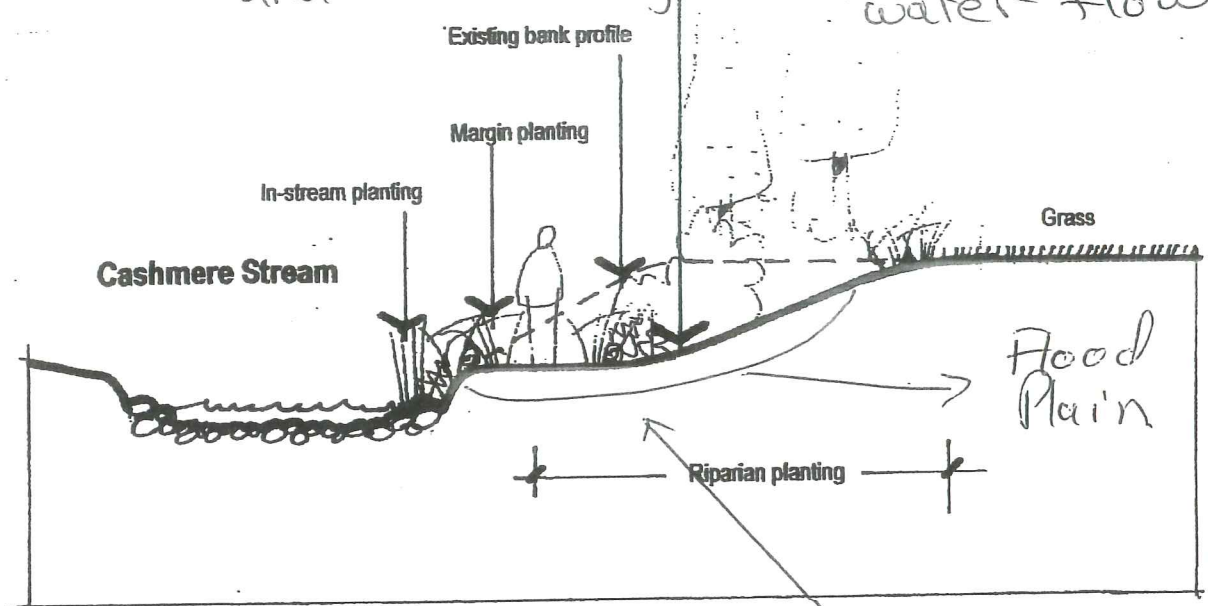 water flow
Existing bank profile
Margin planting
In-stream planting
Grass
Cashmere Stream
Flood
Plain
Riparian planting